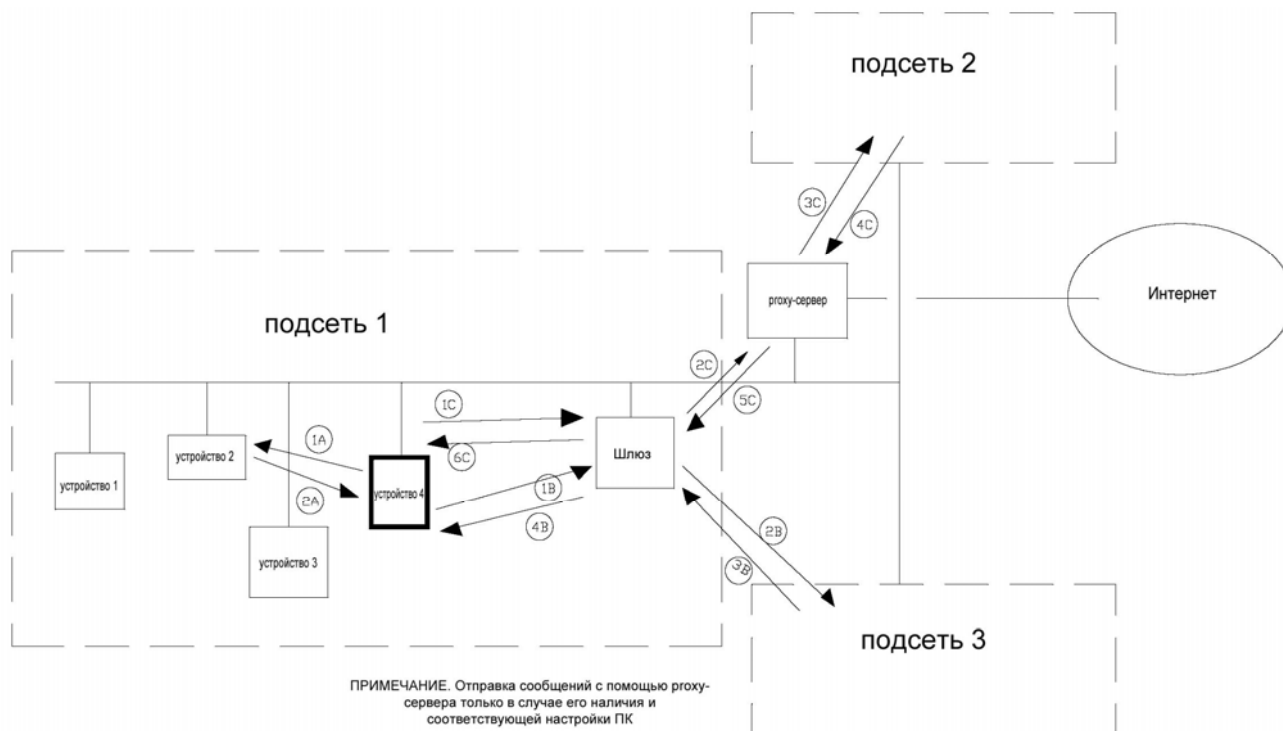 подсеть 2
3C
4C
proxy-сервер
Интернет
подсеть 1
2C
5C
1C
6C
Шлюз
1A
устройство 2
2A
устройство 1
устройство 4
1B
4B
устройство 3
2B
3B
подсеть 3
ПРИМЕЧАНИЕ. Отправка сообщений с помощью proxy-
сервера только в случае его наличия и
соответствующей настройки ПК